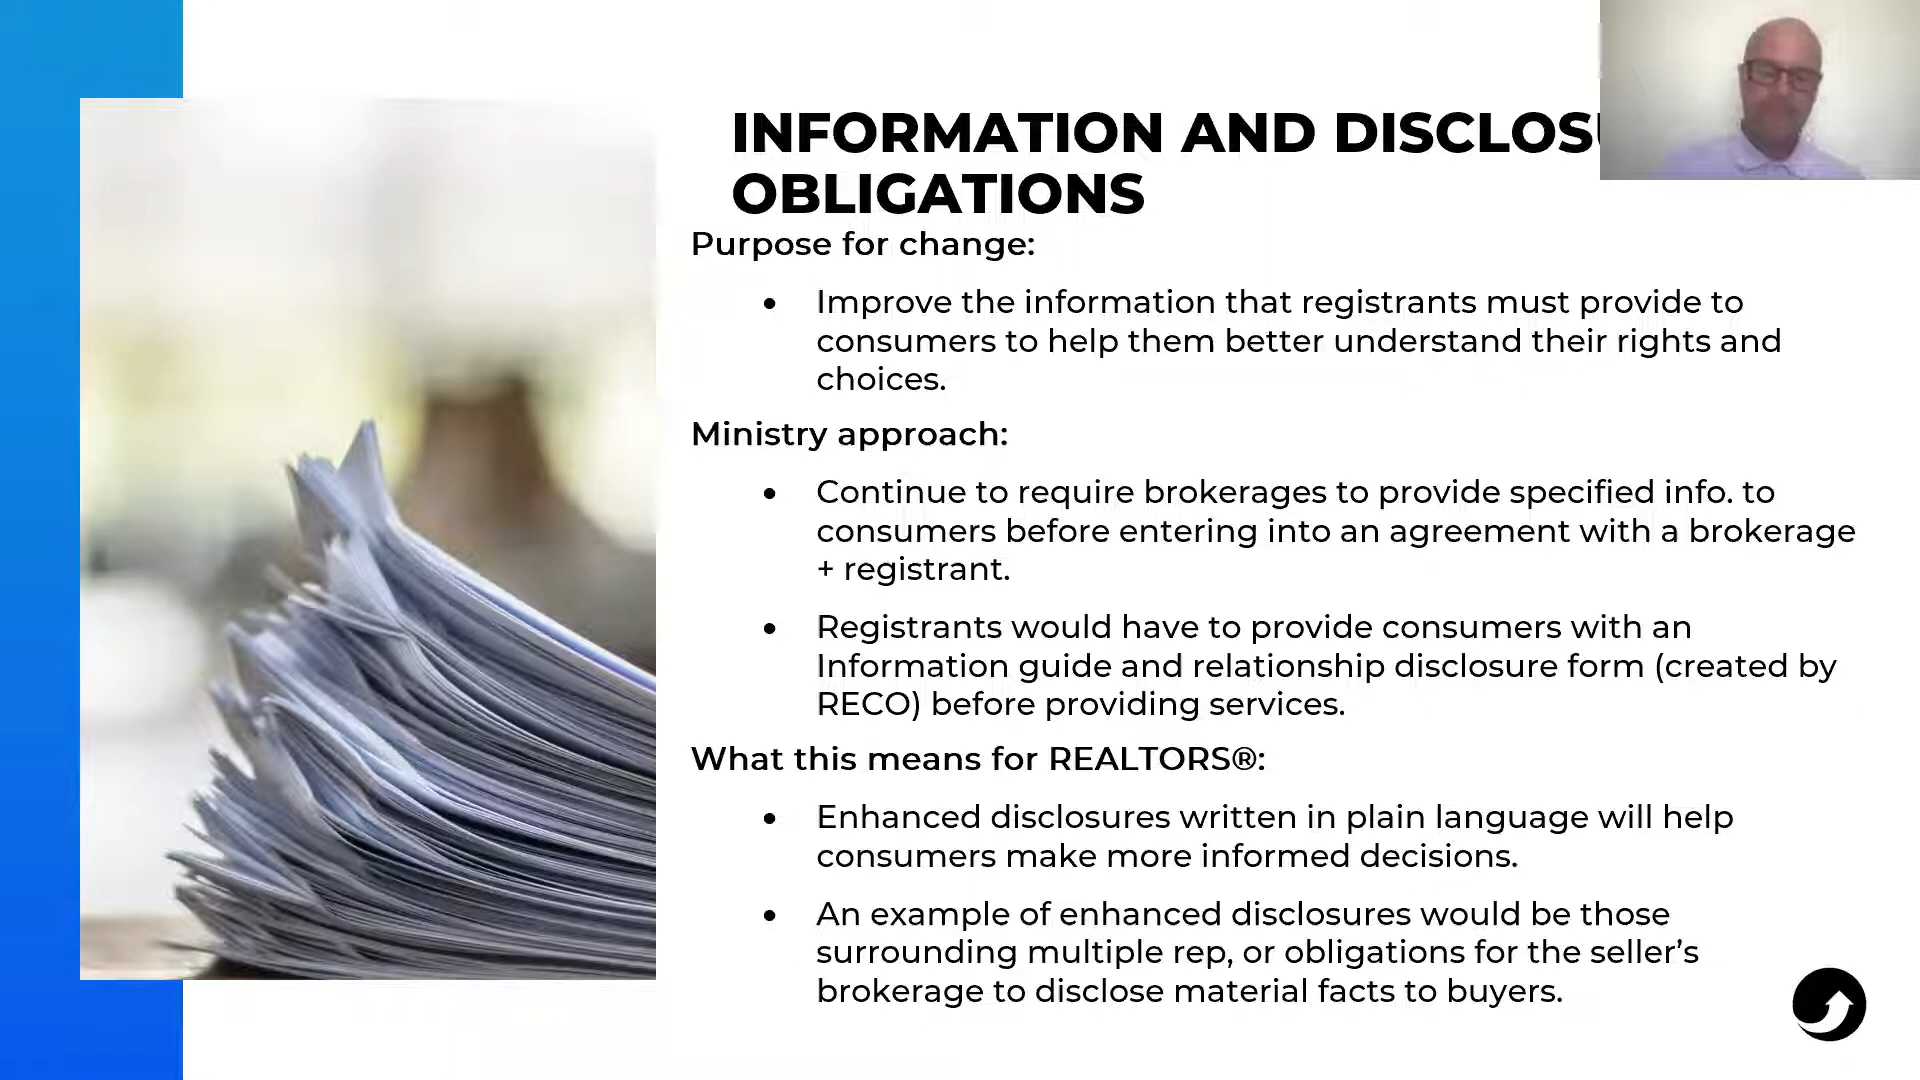 INFORMATION AND DISCLOS
OBLIGATIONS
Purpose for change:
• Improve the information that registrants must provide to
consumers to help them better understand their rights and
choices.
Ministry approach:
• Continue to require brokerages to provide specified info. to
consumers before entering into an agreement with a brokerage
+ registrant.
• Registrants would have to provide consumers with an
Information guide and relationship disclosure form (created by
RECO) before providing services.
What this means for REALTORS®:
• Enhanced disclosures written in plain language will help
consumers make more informed decisions.
• An example of enhanced disclosures would be those
surrounding multiple rep, or obligations for the seller’s
brokerage to disclose material facts to buyers.